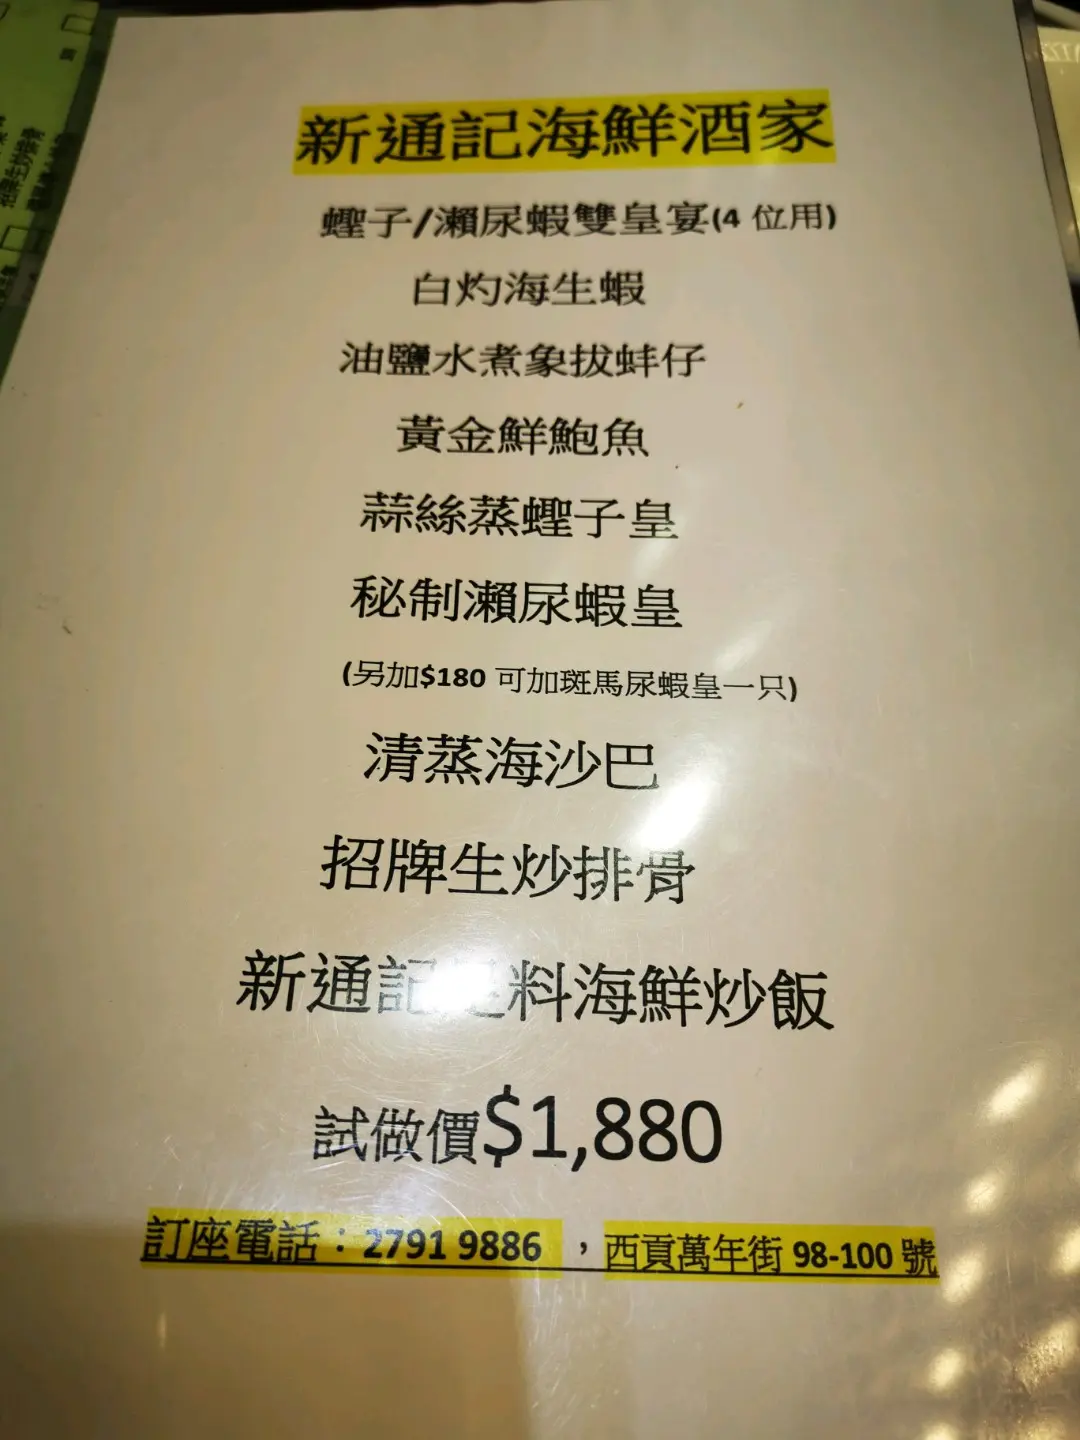 新通記海鮮酒家
蟶子/瀨尿蝦雙皇宴(4 位用)
白灼海生蝦
油鹽水煮象拔蚌仔
黃金鮮鮑魚
蒜絲蒸蟶子皇
秘制瀨尿蝦皇
(另加$180 可加斑馬尿蝦皇一只)
清蒸海沙巴
招牌生炒排骨
新通記 料海鮮炒飯
試做價$1,880
訂座電話：2791 9886 ，西貢萬年街 98-100 號